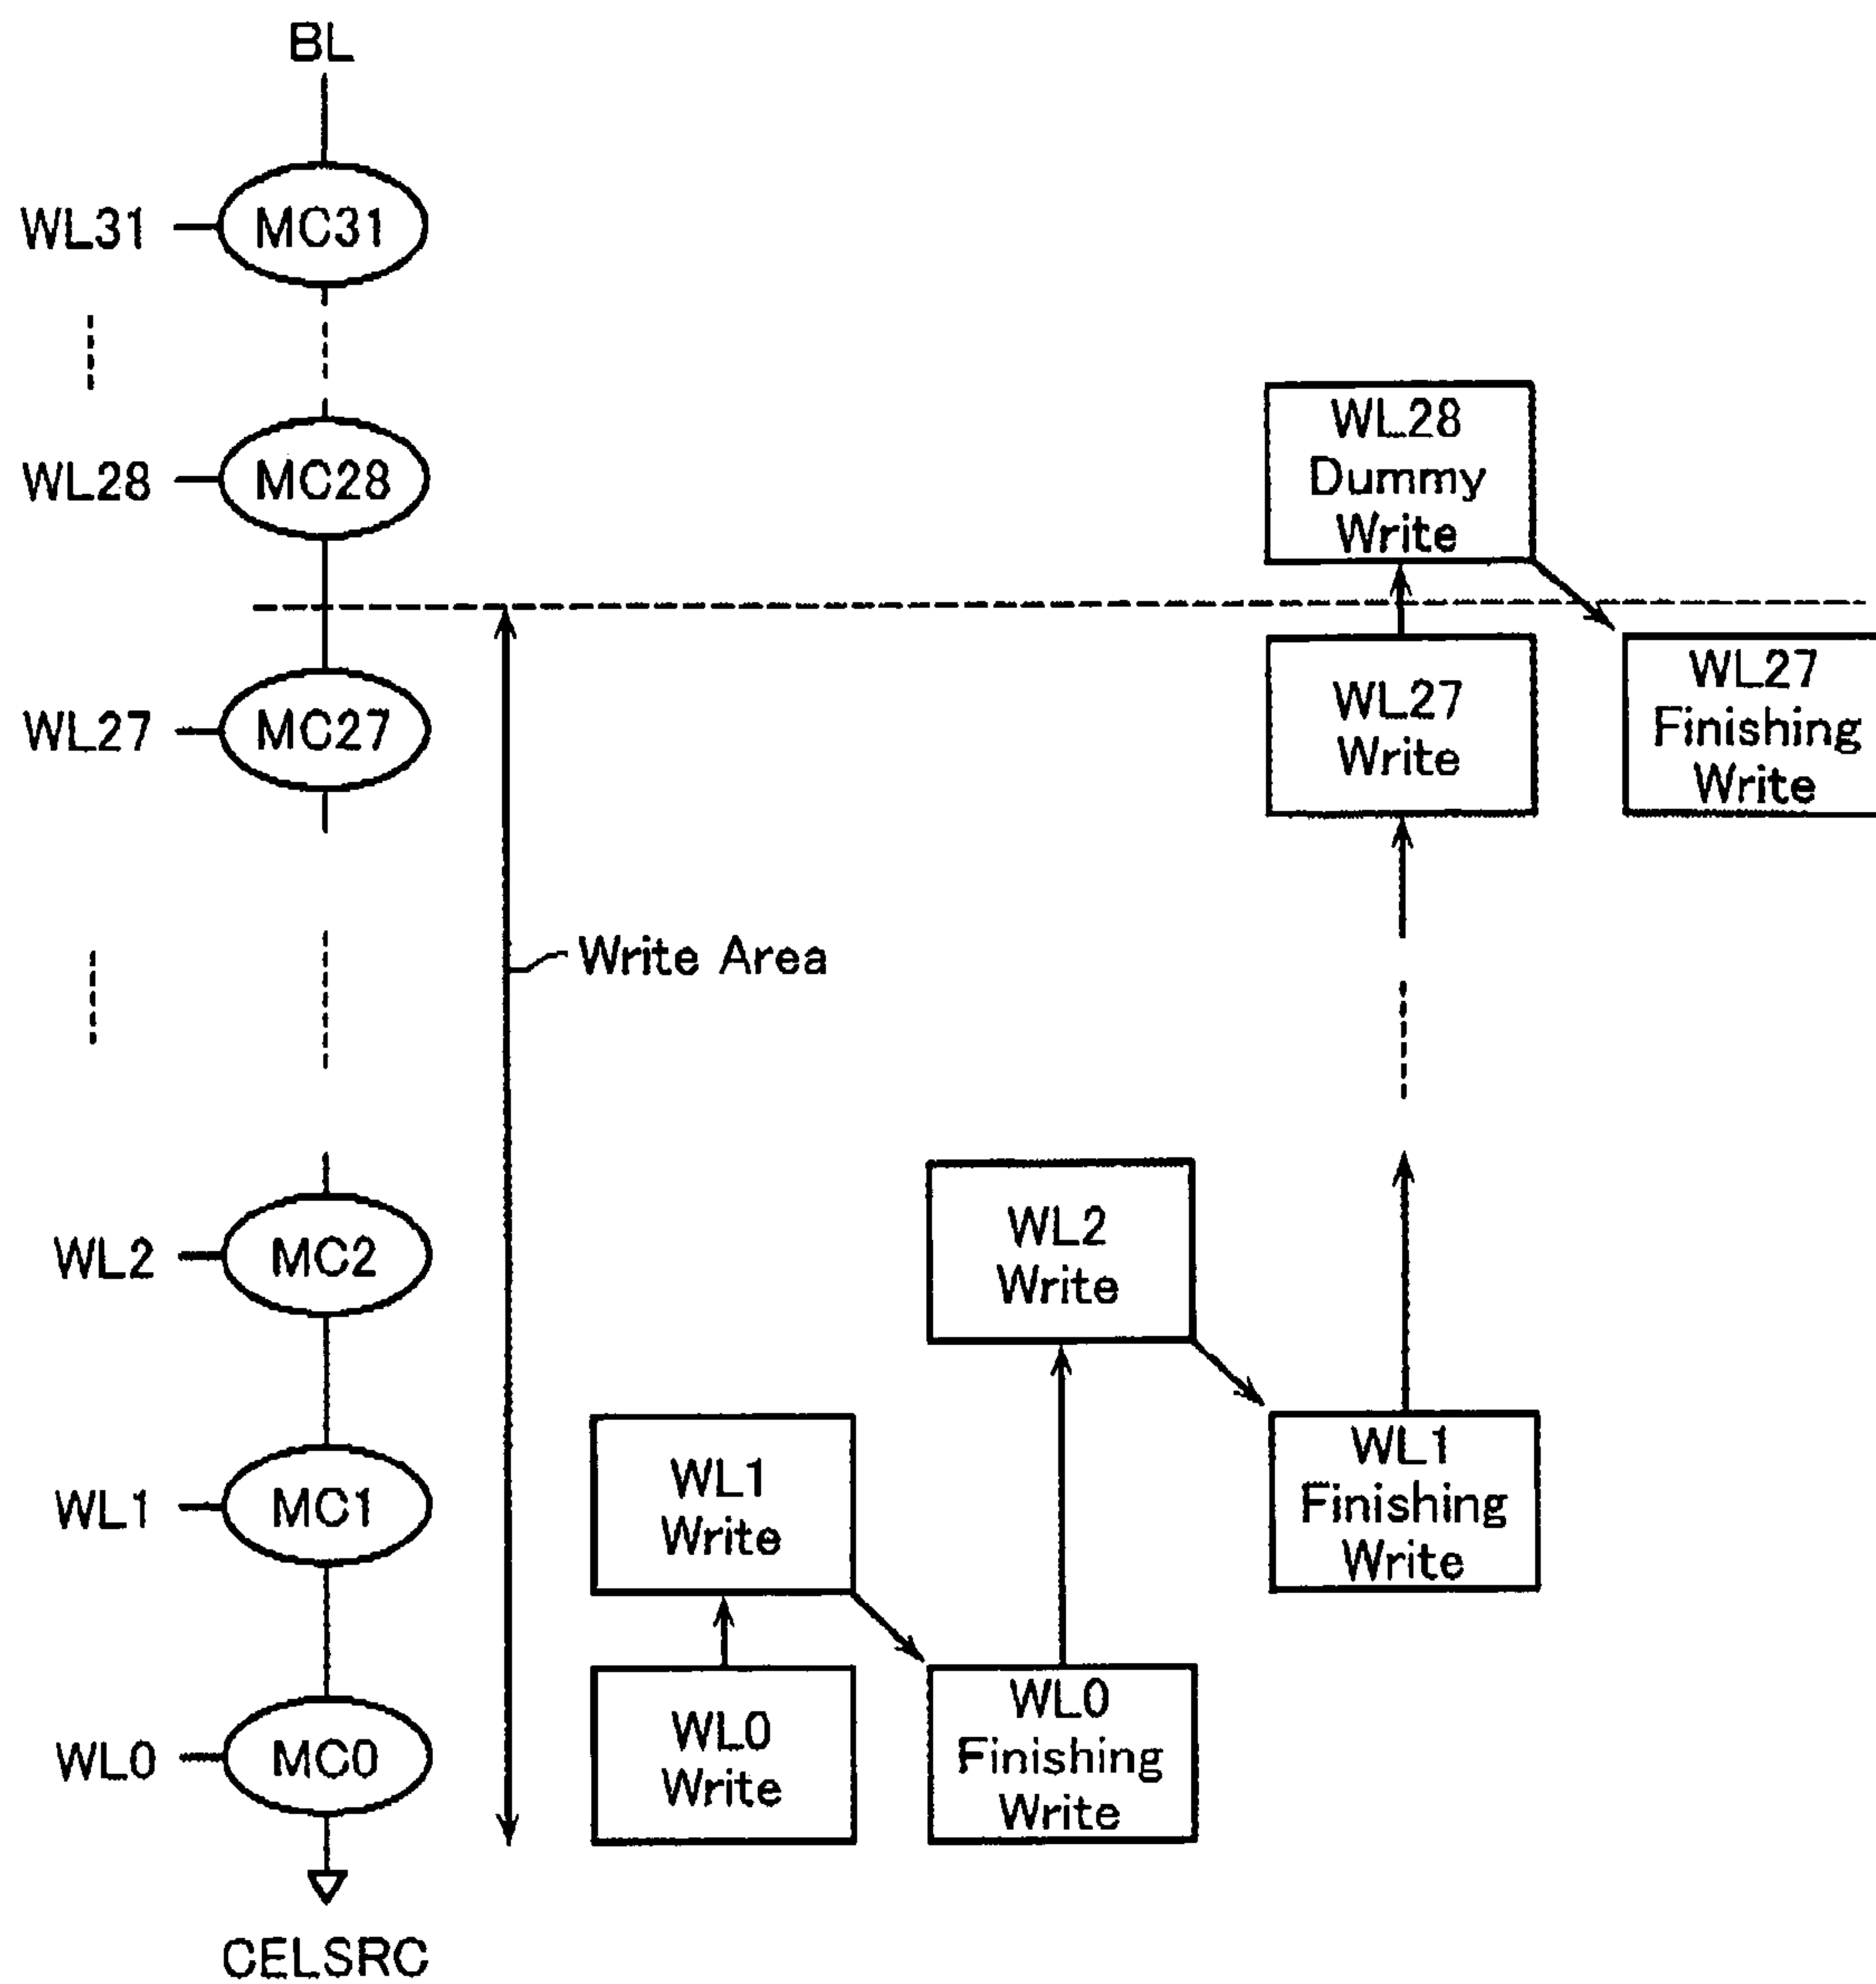 BL
WL31
MC31
WL28
MC28
WL28
Dummy
Write
WL27
MC27
WL27
Write
WL27
Finishing
Write
Write Area
WL2
MC2
WL2
Write
WL1
MC1
WL1
Write
WL1
Finishing
Write
WL0
MC0
WL0
Write
WL0
Finishing
Write
CELSRC